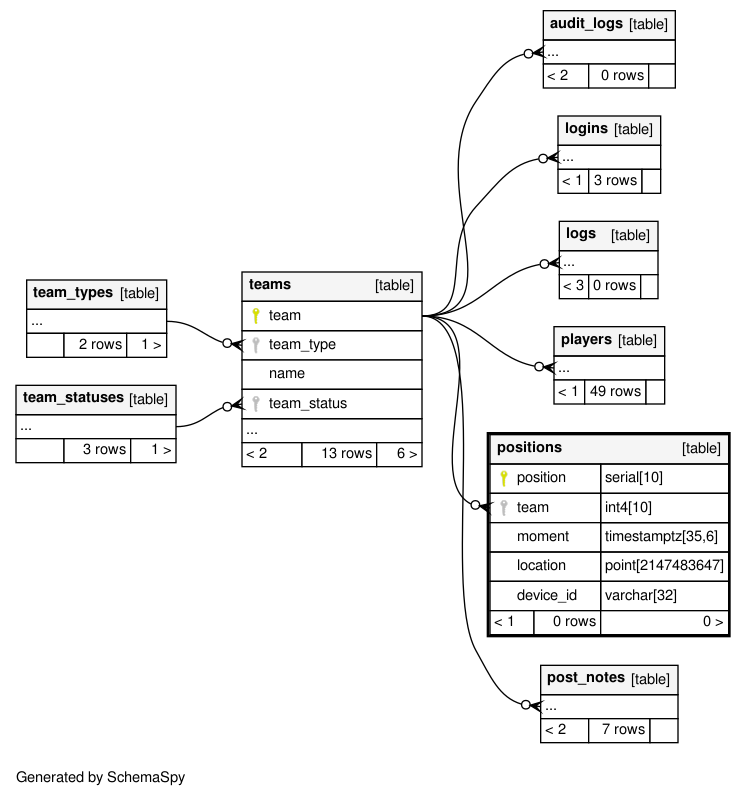 audit_logs [table]
...
< 2 0 rows
logins [table]
...
< 1 3 rows
logs [table]
...
< 3 0 rows
team_types [table]
...
2 rows 1 >
team_statuses [table]
...
3 rows 1 >
teams [table]
team
team_type
name
team_status
...
< 2 13 rows 6 >
players [table]
...
< 1 49 rows
positions [table]
position serial[10]
team int4[10]
moment timestamptz[35,6]
location point[2147483647]
device_id varchar[32]
< 1 0 rows 0 >
post_notes [table]
...
< 2 7 rows
Generated by SchemaSpy